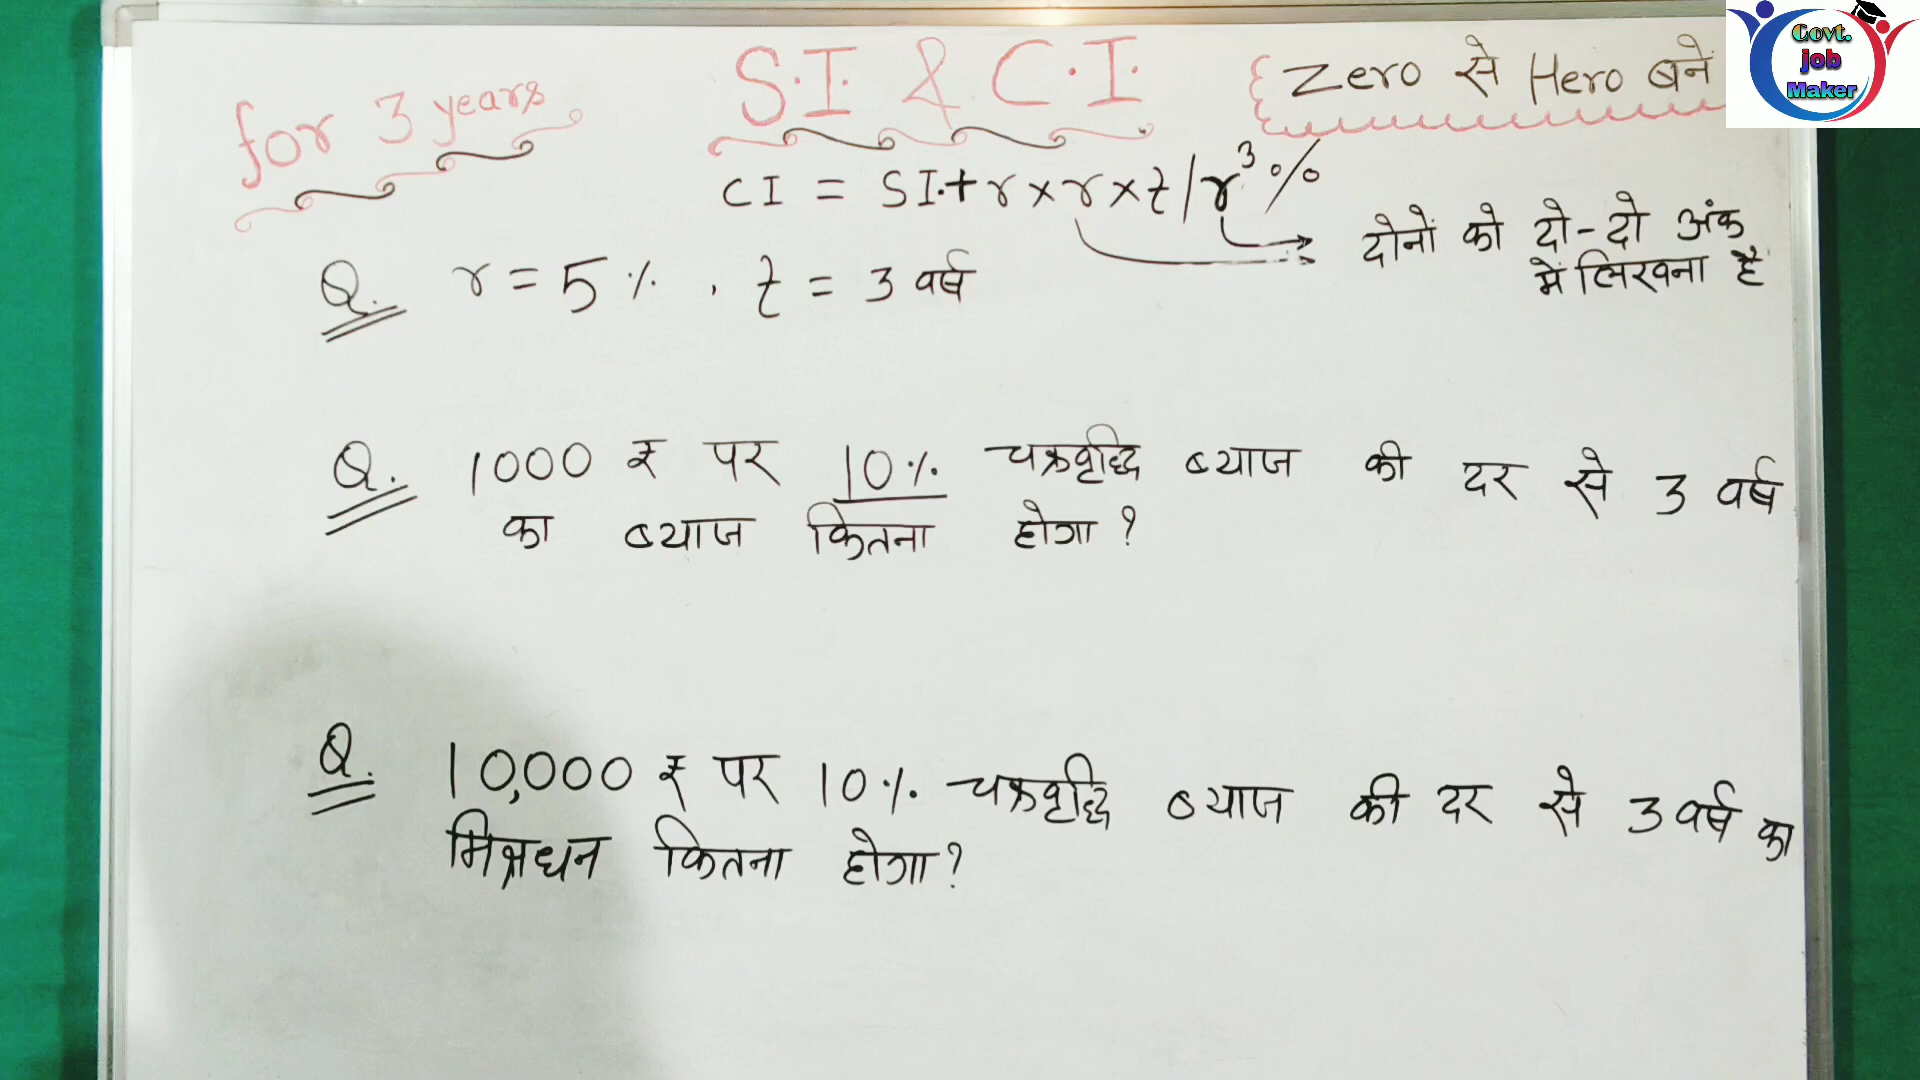 for 3 years
S.I. & C.I.
Zero से Hero बनें
Govt.
job
Maker
CI = SI.+r×r×t/r³%
दोनों को दो-दो अंक
में लिखना है
Q. r = 5%, t = 3 वर्ष
Q. 1000 ₹ पर 10% चक्रवृद्धि ब्याज की दर से 3 वर्ष
का ब्याज कितना होगा?
Q. 10,000 ₹ पर 10% चक्रवृद्धि ब्याज की दर से 3 वर्ष का
मिश्रधन कितना होगा?